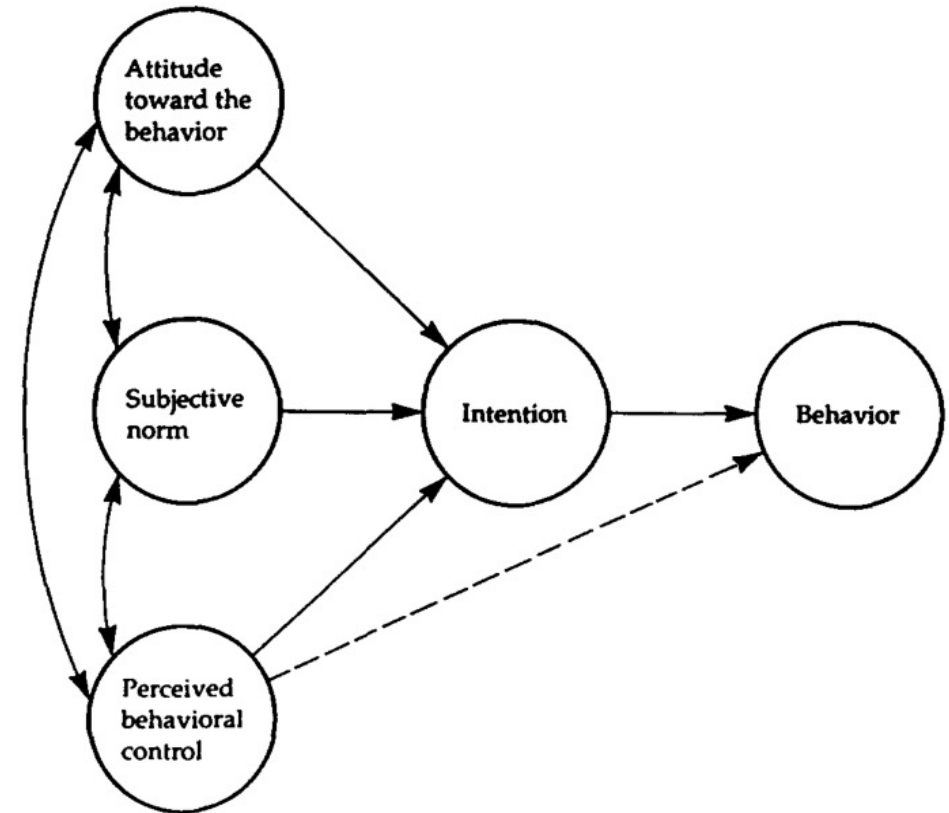 Attitude
toward the
behavior
Subjective
norm
Intention
Behavior
Perceived
behavioral
control